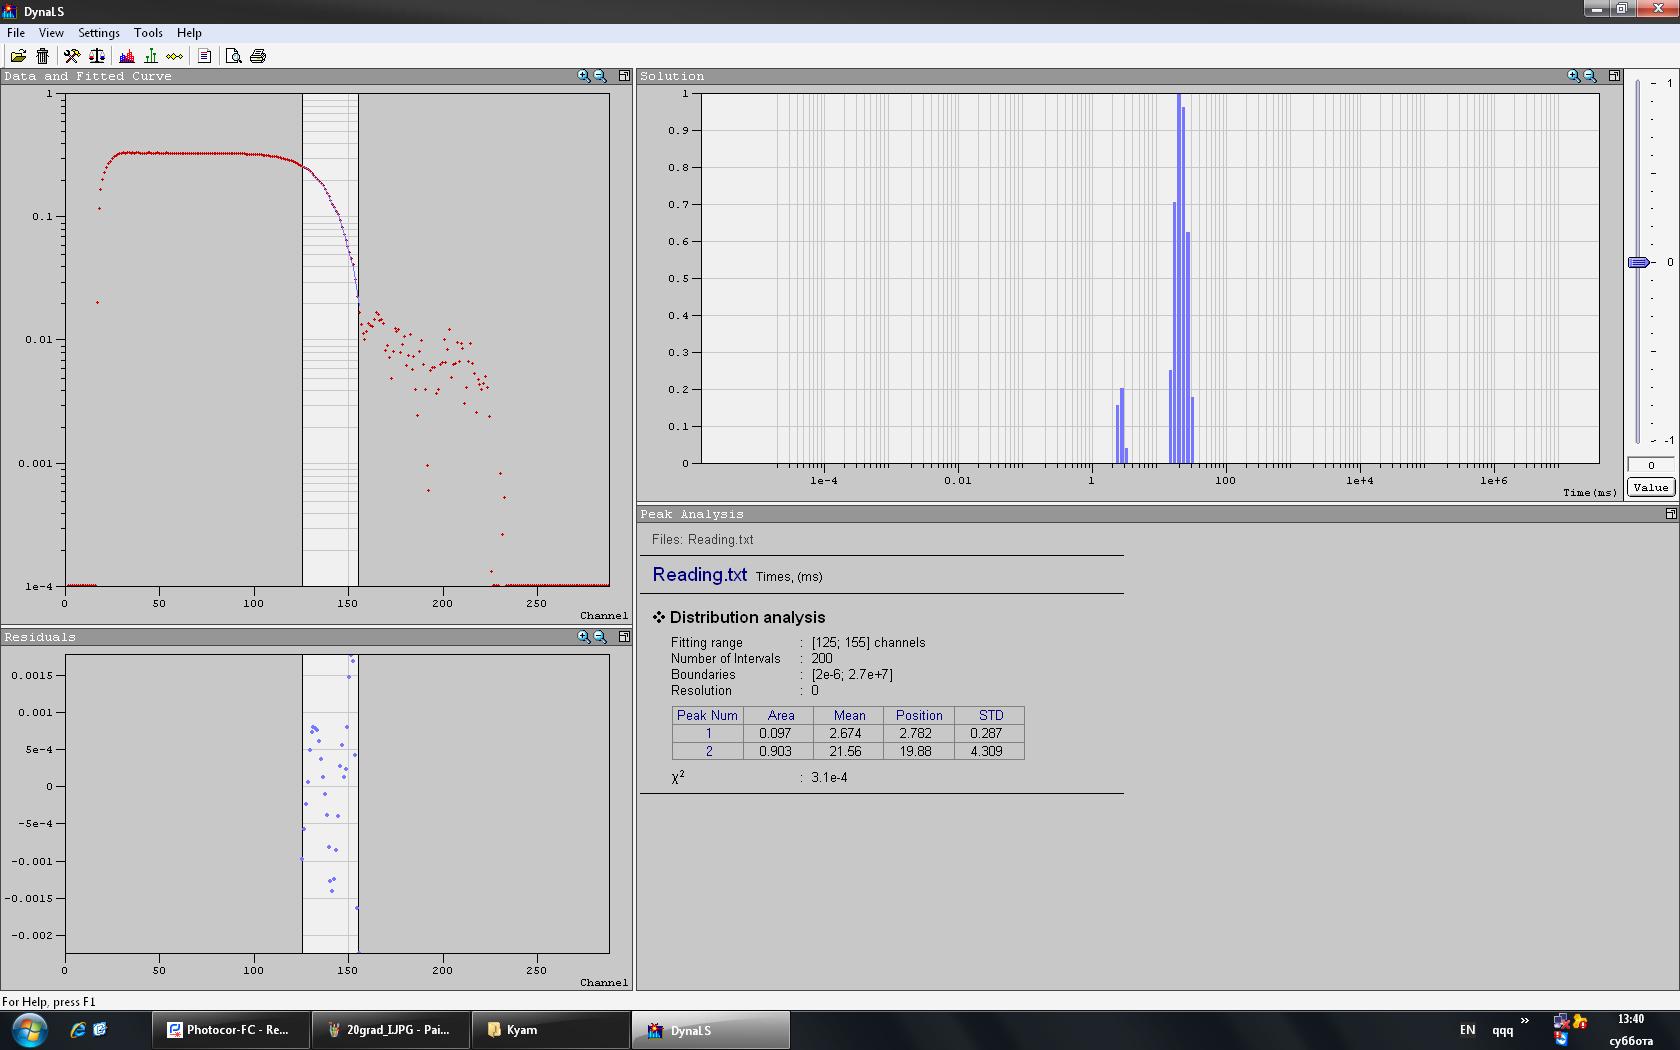 DynaLS
File View Settings Tools Help
Data and Fitted Curve
1
0.1
0.01
0.001
1e-4
0 50 100 150 200 250
Channel
Residuals
0.0015
0.001
5e-4
0
-5e-4
-0.001
-0.0015
-0.002
0 50 100 150 200 250
Channel
Solution
1
0.9
0.8
0.7
0.6
0.5
0.4
0.3
0.2
0.1
0
1e-4 0.01 1 100 1e+4 1e+6
Time(ms)
1
0
-1
0
Value
Peak Analysis
Files: Reading.txt
Reading.txt Times, (ms)
Distribution analysis
Fitting range : [125; 155] channels
Number of Intervals : 200
Boundaries : [2e-6; 2.7e+7]
Resolution : 0
Peak Num Area Mean Position STD
1 0.097 2.674 2.782 0.287
2 0.903 21.56 19.88 4.309
χ² : 3.1e-4
For Help, press F1
Photocor-FC - Re... 20grad_I.JPG - Pai... Kyam DynaLS EN qqq » 13:40
суббота